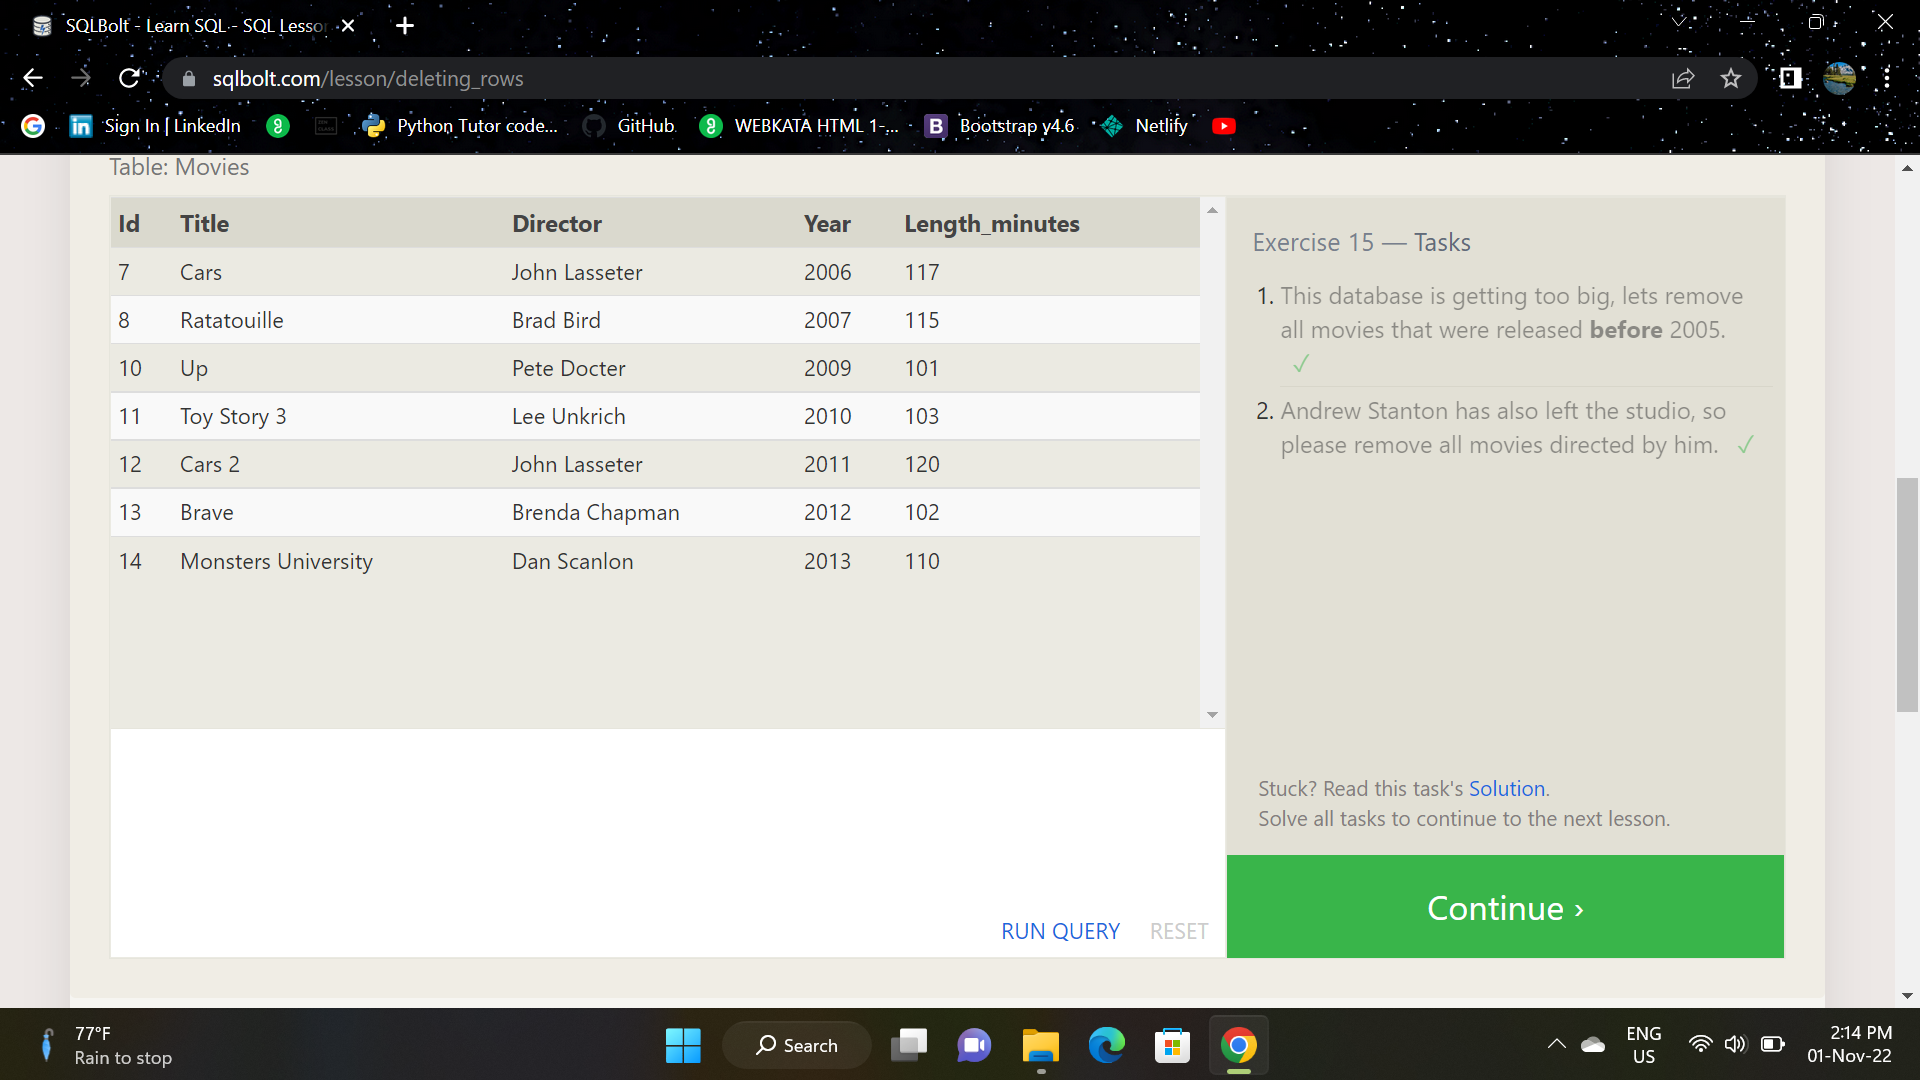 SQLBolt - Learn SQL - SQL Lesso
sqlbolt.com/lesson/deleting_rows
Sign In | LinkedIn
Python Tutor code...
GitHub
WEBKATA HTML 1-...
B
Bootstrap v4.6
Netlify
Table: Movies
Id Title Director Year Length_minutes
7 Cars John Lasseter 2006 117
8 Ratatouille Brad Bird 2007 115
10 Up Pete Docter 2009 101
11 Toy Story 3 Lee Unkrich 2010 103
12 Cars 2 John Lasseter 2011 120
13 Brave Brenda Chapman 2012 102
14 Monsters University Dan Scanlon 2013 110
RUN QUERY RESET
Exercise 15 — Tasks
1. This database is getting too big, lets remove
all movies that were released before 2005.
✓
2. Andrew Stanton has also left the studio, so
please remove all movies directed by him. ✓
Stuck? Read this task's Solution.
Solve all tasks to continue to the next lesson.
Continue ›
77°F
Rain to stop
Search
ENG
US
2:14 PM
01-Nov-22